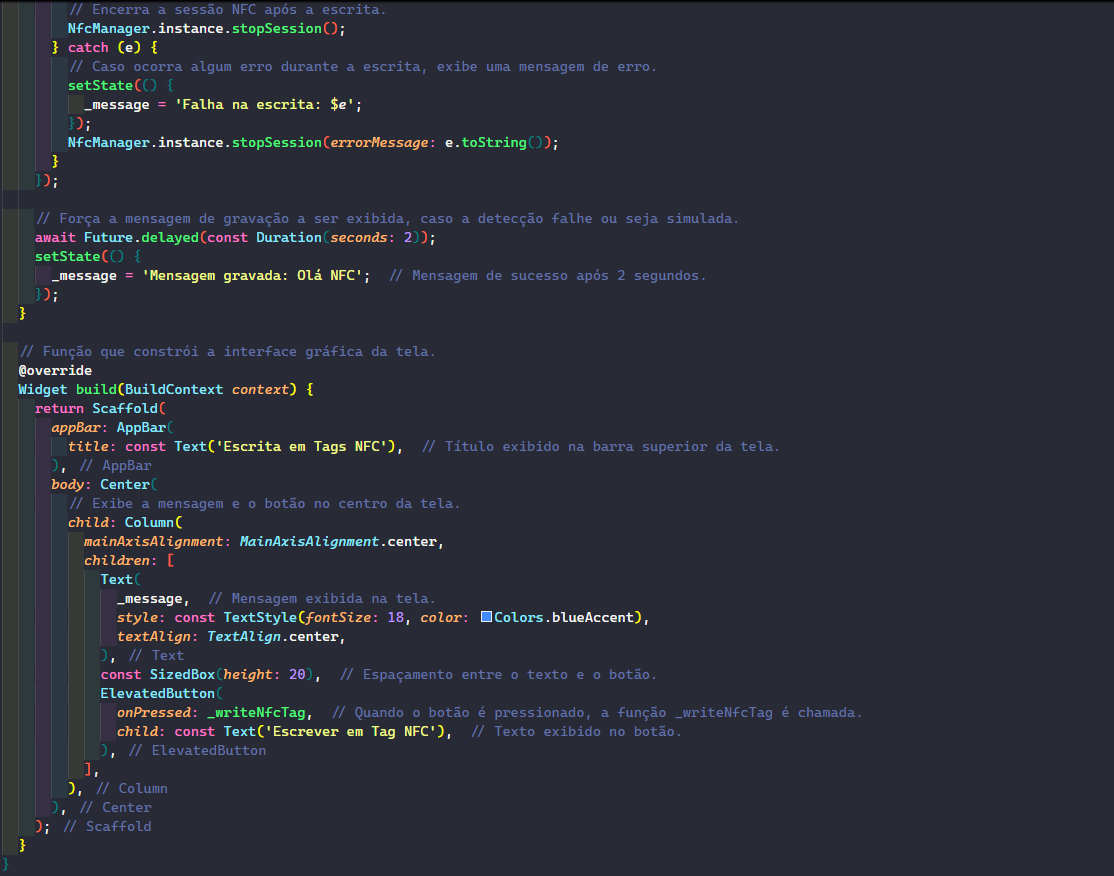 // Encerra a sessão NFC após a escrita.
NfcManager.instance.stopSession();
} catch (e) {
// Caso ocorra algum erro durante a escrita, exibe uma mensagem de erro.
setState(() {
_message = 'Falha na escrita: $e';
});
NfcManager.instance.stopSession(errorMessage: e.toString());
}
});
// Força a mensagem de gravação a ser exibida, caso a detecção falhe ou seja simulada.
await Future.delayed(const Duration(seconds: 2));
setState(() {
_message = 'Mensagem gravada: Olá NFC';  // Mensagem de sucesso após 2 segundos.
});
}
// Função que constrói a interface gráfica da tela.
@override
Widget build(BuildContext context) {
return Scaffold(
appBar: AppBar(
title: const Text('Escrita em Tags NFC'),  // Título exibido na barra superior da tela.
), // AppBar
body: Center(
// Exibe a mensagem e o botão no centro da tela.
child: Column(
mainAxisAlignment: MainAxisAlignment.center,
children: [
Text(
_message,  // Mensagem exibida na tela.
style: const TextStyle(fontSize: 18, color: Colors.blueAccent),
textAlign: TextAlign.center,
), // Text
const SizedBox(height: 20),  // Espaçamento entre o texto e o botão.
ElevatedButton(
onPressed: _writeNfcTag,  // Quando o botão é pressionado, a função _writeNfcTag é chamada.
child: const Text('Escrever em Tag NFC'),  // Texto exibido no botão.
), // ElevatedButton
],
), // Column
), // Center
); // Scaffold
}
}